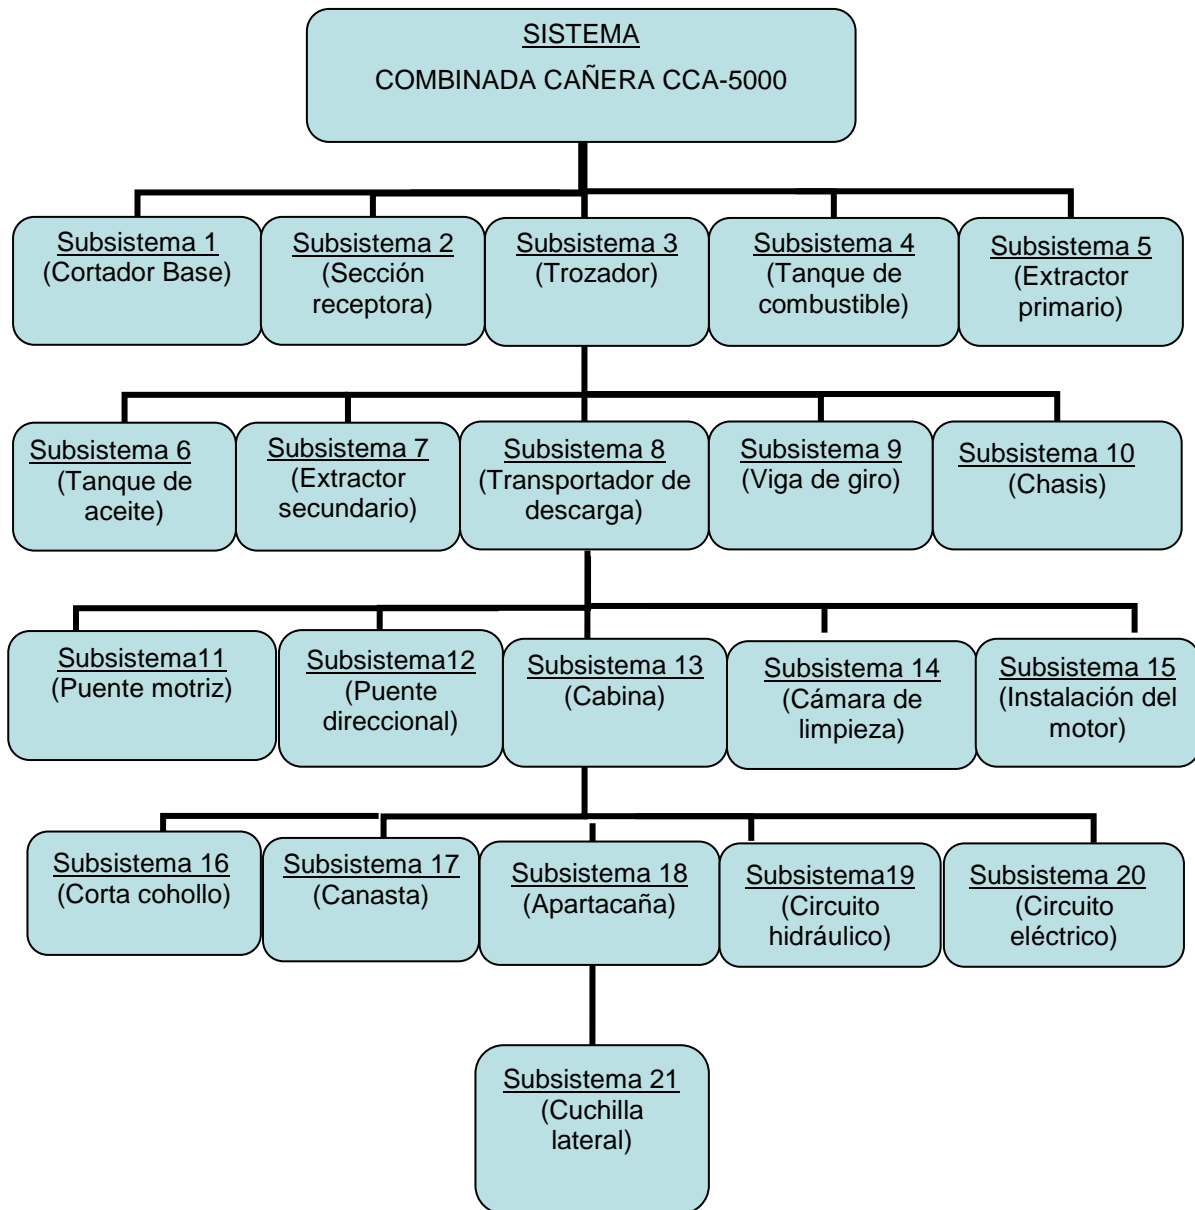 SISTEMA
COMBINADA CAÑERA CCA-5000
Subsistema 1
(Cortador Base)
Subsistema 2
(Sección
receptora)
Subsistema 3
(Trozador)
Subsistema 4
(Tanque de
combustible)
Subsistema 5
(Extractor
primario)
Subsistema 6
(Tanque de
aceite)
Subsistema 7
(Extractor
secundario)
Subsistema 8
(Transportador de
descarga)
Subsistema 9
(Viga de giro)
Subsistema 10
(Chasis)
Subsistema11
(Puente motriz)
Subsistema12
(Puente
direccional)
Subsistema 13
(Cabina)
Subsistema 14
(Cámara de
limpieza)
Subsistema 15
(Instalación del
motor)
Subsistema 16
(Corta cohollo)
Subsistema 17
(Canasta)
Subsistema 18
(Apartacaña)
Subsistema19
(Circuito
hidráulico)
Subsistema 20
(Circuito
eléctrico)
Subsistema 21
(Cuchilla
lateral)